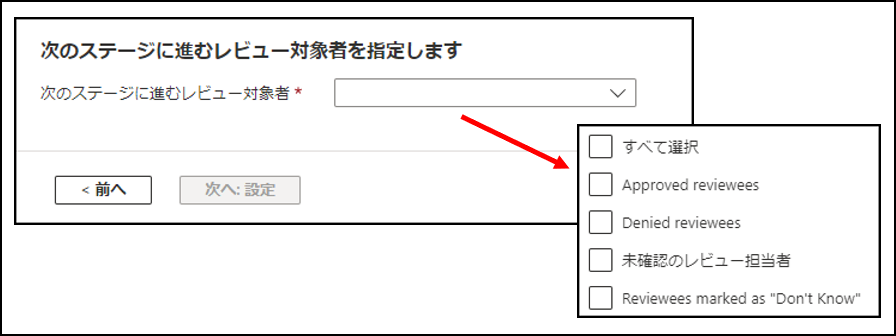 次のステージに進むレビュー対象者を指定します
次のステージに進むレビュー対象者 *
< 前へ
次へ: 設定
すべて選択
Approved reviewees
Denied reviewees
未確認のレビュー担当者
Reviewees marked as "Don't Know"